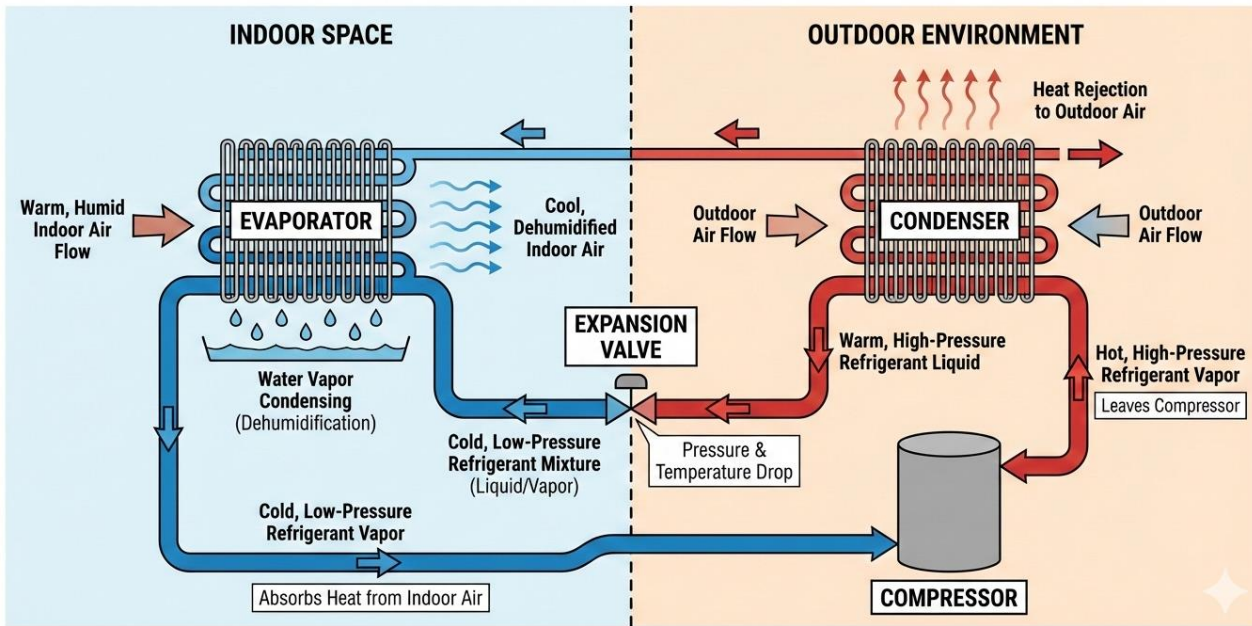 INDOOR SPACE
OUTDOOR ENVIRONMENT
Heat Rejection
to Outdoor Air
Warm, Humid
Indoor Air
Flow
EVAPORATOR
Cool,
Dehumidified
Indoor Air
Outdoor
Air Flow
CONDENSER
Outdoor
Air Flow
EXPANSION
VALVE
Warm, High-Pressure
Refrigerant Liquid
Hot, High-Pressure
Refrigerant Vapor
Leaves Compressor
Water Vapor
Condensing
(Dehumidification)
Cold, Low-Pressure
Refrigerant Mixture
(Liquid/Vapor)
Pressure &
Temperature Drop
Cold, Low-Pressure
Refrigerant Vapor
Absorbs Heat from Indoor Air
COMPRESSOR